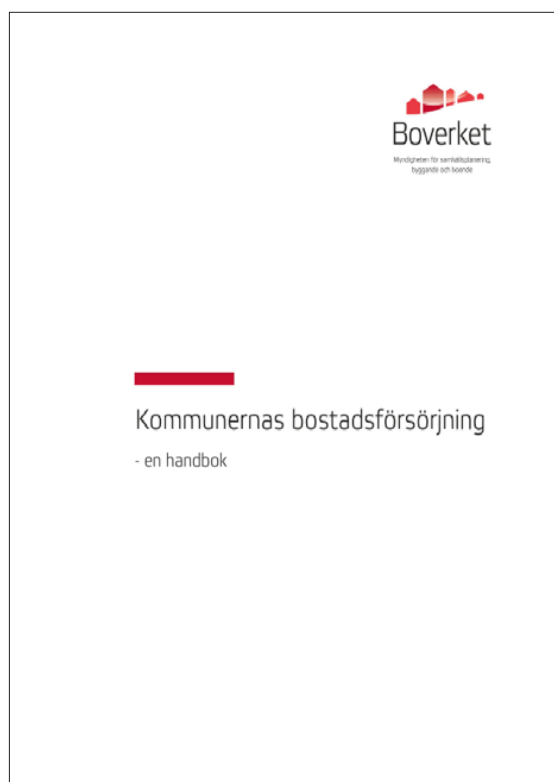 Boverket
Myndigheten för samhällsplanering,
byggande och boende
Kommunernas bostadsförsörjning
- en handbok